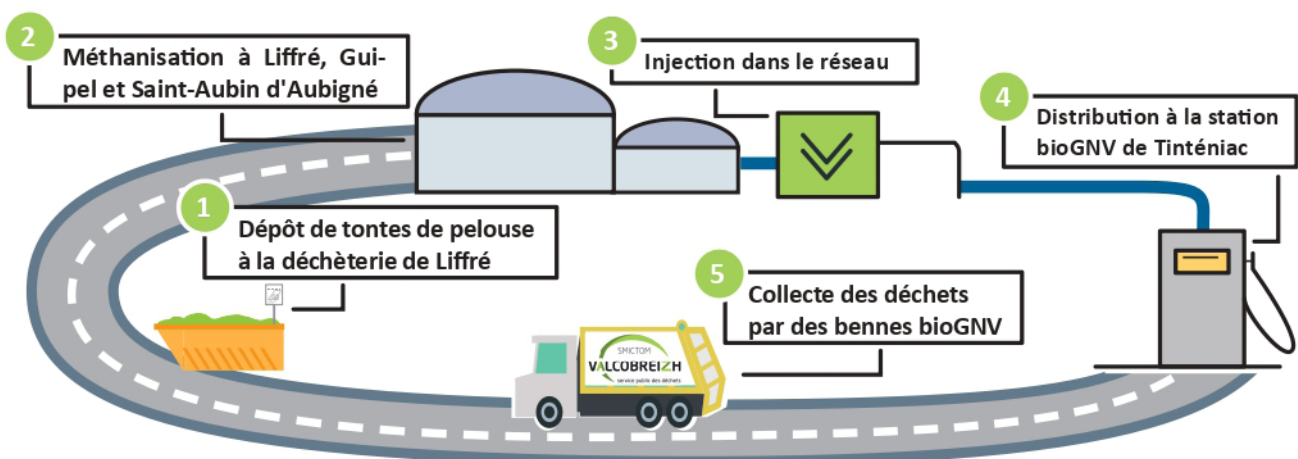 1
Dépôt de tontes de pelouse
à la déchèterie de Liffré
2
Méthanisation à Liffré, Gui-
pel et Saint-Aubin d'Aubigné
3
Injection dans le réseau
4
Distribution à la station
bioGNV de Tinténiac
5
Collecte des déchets
par des bennes bioGNV
SMICTOM
VALCOBREIZH
service public des déchets